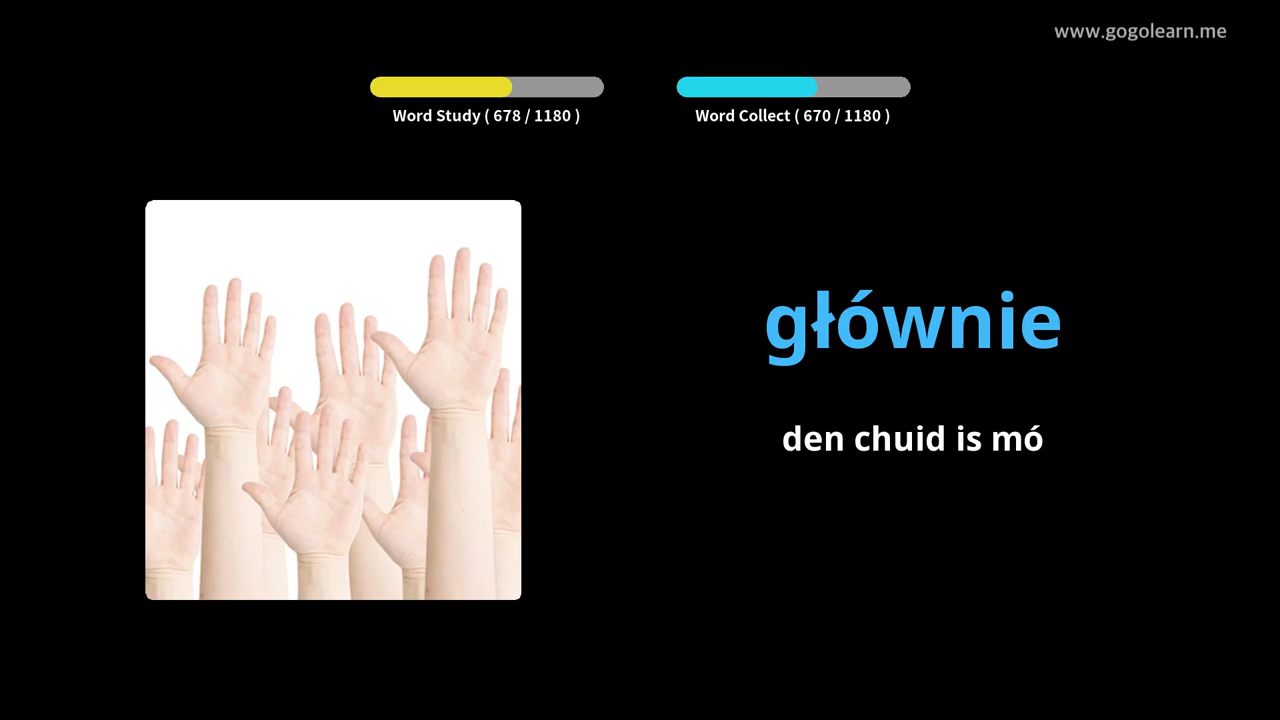 www.gogolearn.me
Word Study ( 678 / 1180 )
Word Collect ( 670 / 1180 )
głównie
den chuid is mó